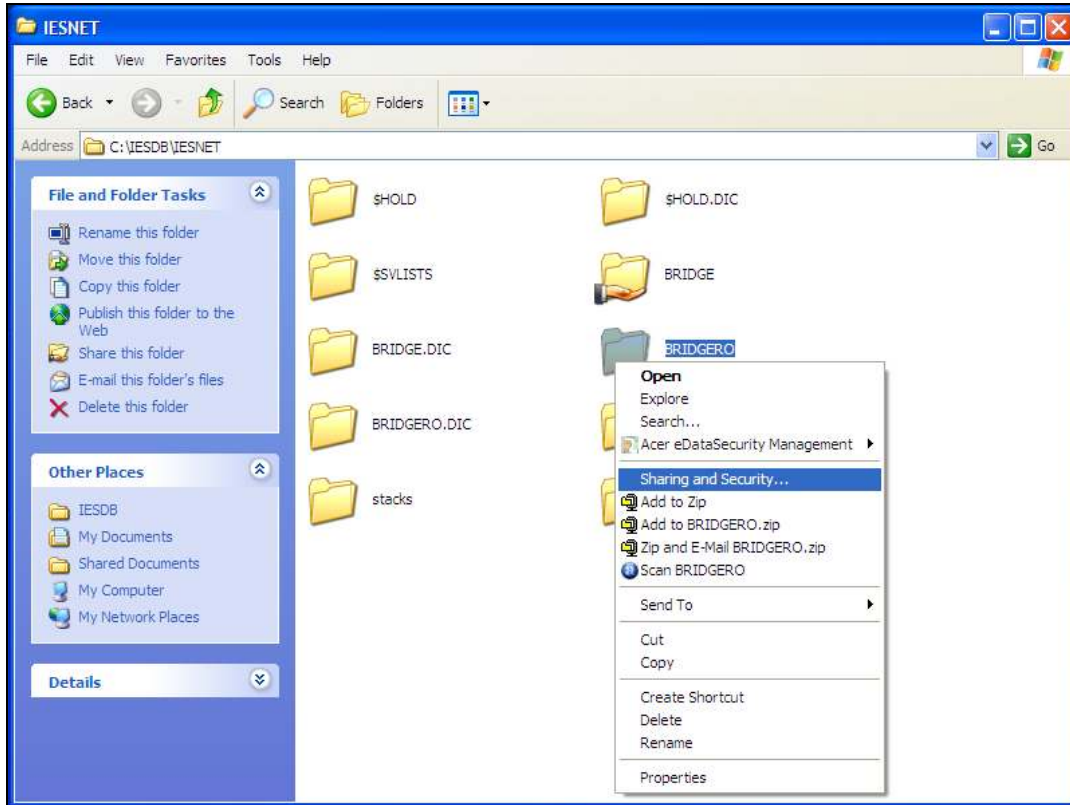 IESNET
File Edit View Favorites Tools Help
Back Search Folders
Address C:\IESDB\IESNET Go
File and Folder Tasks
Rename this folder
Move this folder
Copy this folder
Publish this folder to the
Web
Share this folder
E-mail this folder's files
Delete this folder
Other Places
IESDB
My Documents
Shared Documents
My Computer
My Network Places
Details
$HOLD $HOLD.DIC
$SVLISTS BRIDGE
BRIDGE.DIC BRIDGERO
BRIDGERO.DIC
stacks
Open
Explore
Search...
Acer eDataSecurity Management
Sharing and Security...
Add to Zip
Add to BRIDGERO.zip
Zip and E-Mail BRIDGERO.zip
Scan BRIDGERO
Send To
Cut
Copy
Create Shortcut
Delete
Rename
Properties